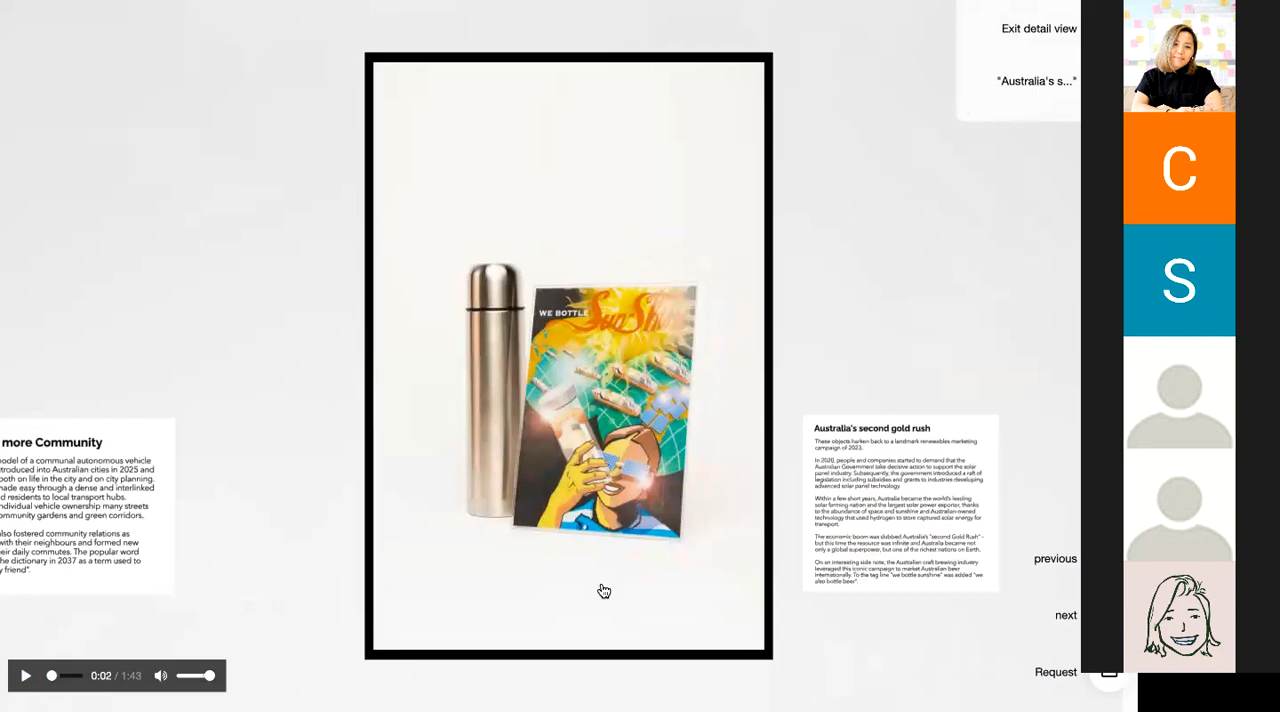 Exit detail view
"Australia's s..."
C
S
WE BOTTLE
more Community
odel of a communal autonomous vehicle
troduced into Australian cities in 2025 and
both on life in the city and on city planning.
nade easy through a dense and interlinked
d residents to local transport hubs.
ndividual vehicle ownership many streets
ommunity gardens and green corridors.
also fostered community relations as
with their neighbours and formed new
eir daily commutes. The popular word
he dictionary in 2037 as a term used to
y friend".
Australia's second gold rush
These objects harken back to a landmark renewables marketing
campaign of 2023.
In 2020, people and companies started to demand that the
Australian Government take decisive action to support the solar
panel industry. Subsequently, the government introduced a raft of
legislation including subsidies and grants to industries developing
advanced solar panel technology.
Within a few short years, Australia became the world's leading
solar farming nation and the largest solar power exporter, thanks
to the abundance of space and sunshine and Australian-owned
technology that used hydrogen to store captured solar energy for
transport.
The economic boom was dubbed Australia's "second Gold Rush" -
but this time the resource was infinite and Australia became not
only a global superpower, but one of the richest nations on Earth.
On an interesting side note, the Australian craft brewing industry
leveraged this iconic campaign to market Australian beer
internationally. To the tag line "we bottle sunshine" was added "we
also bottle beer".
previous
next
Request
0:02 / 1:43